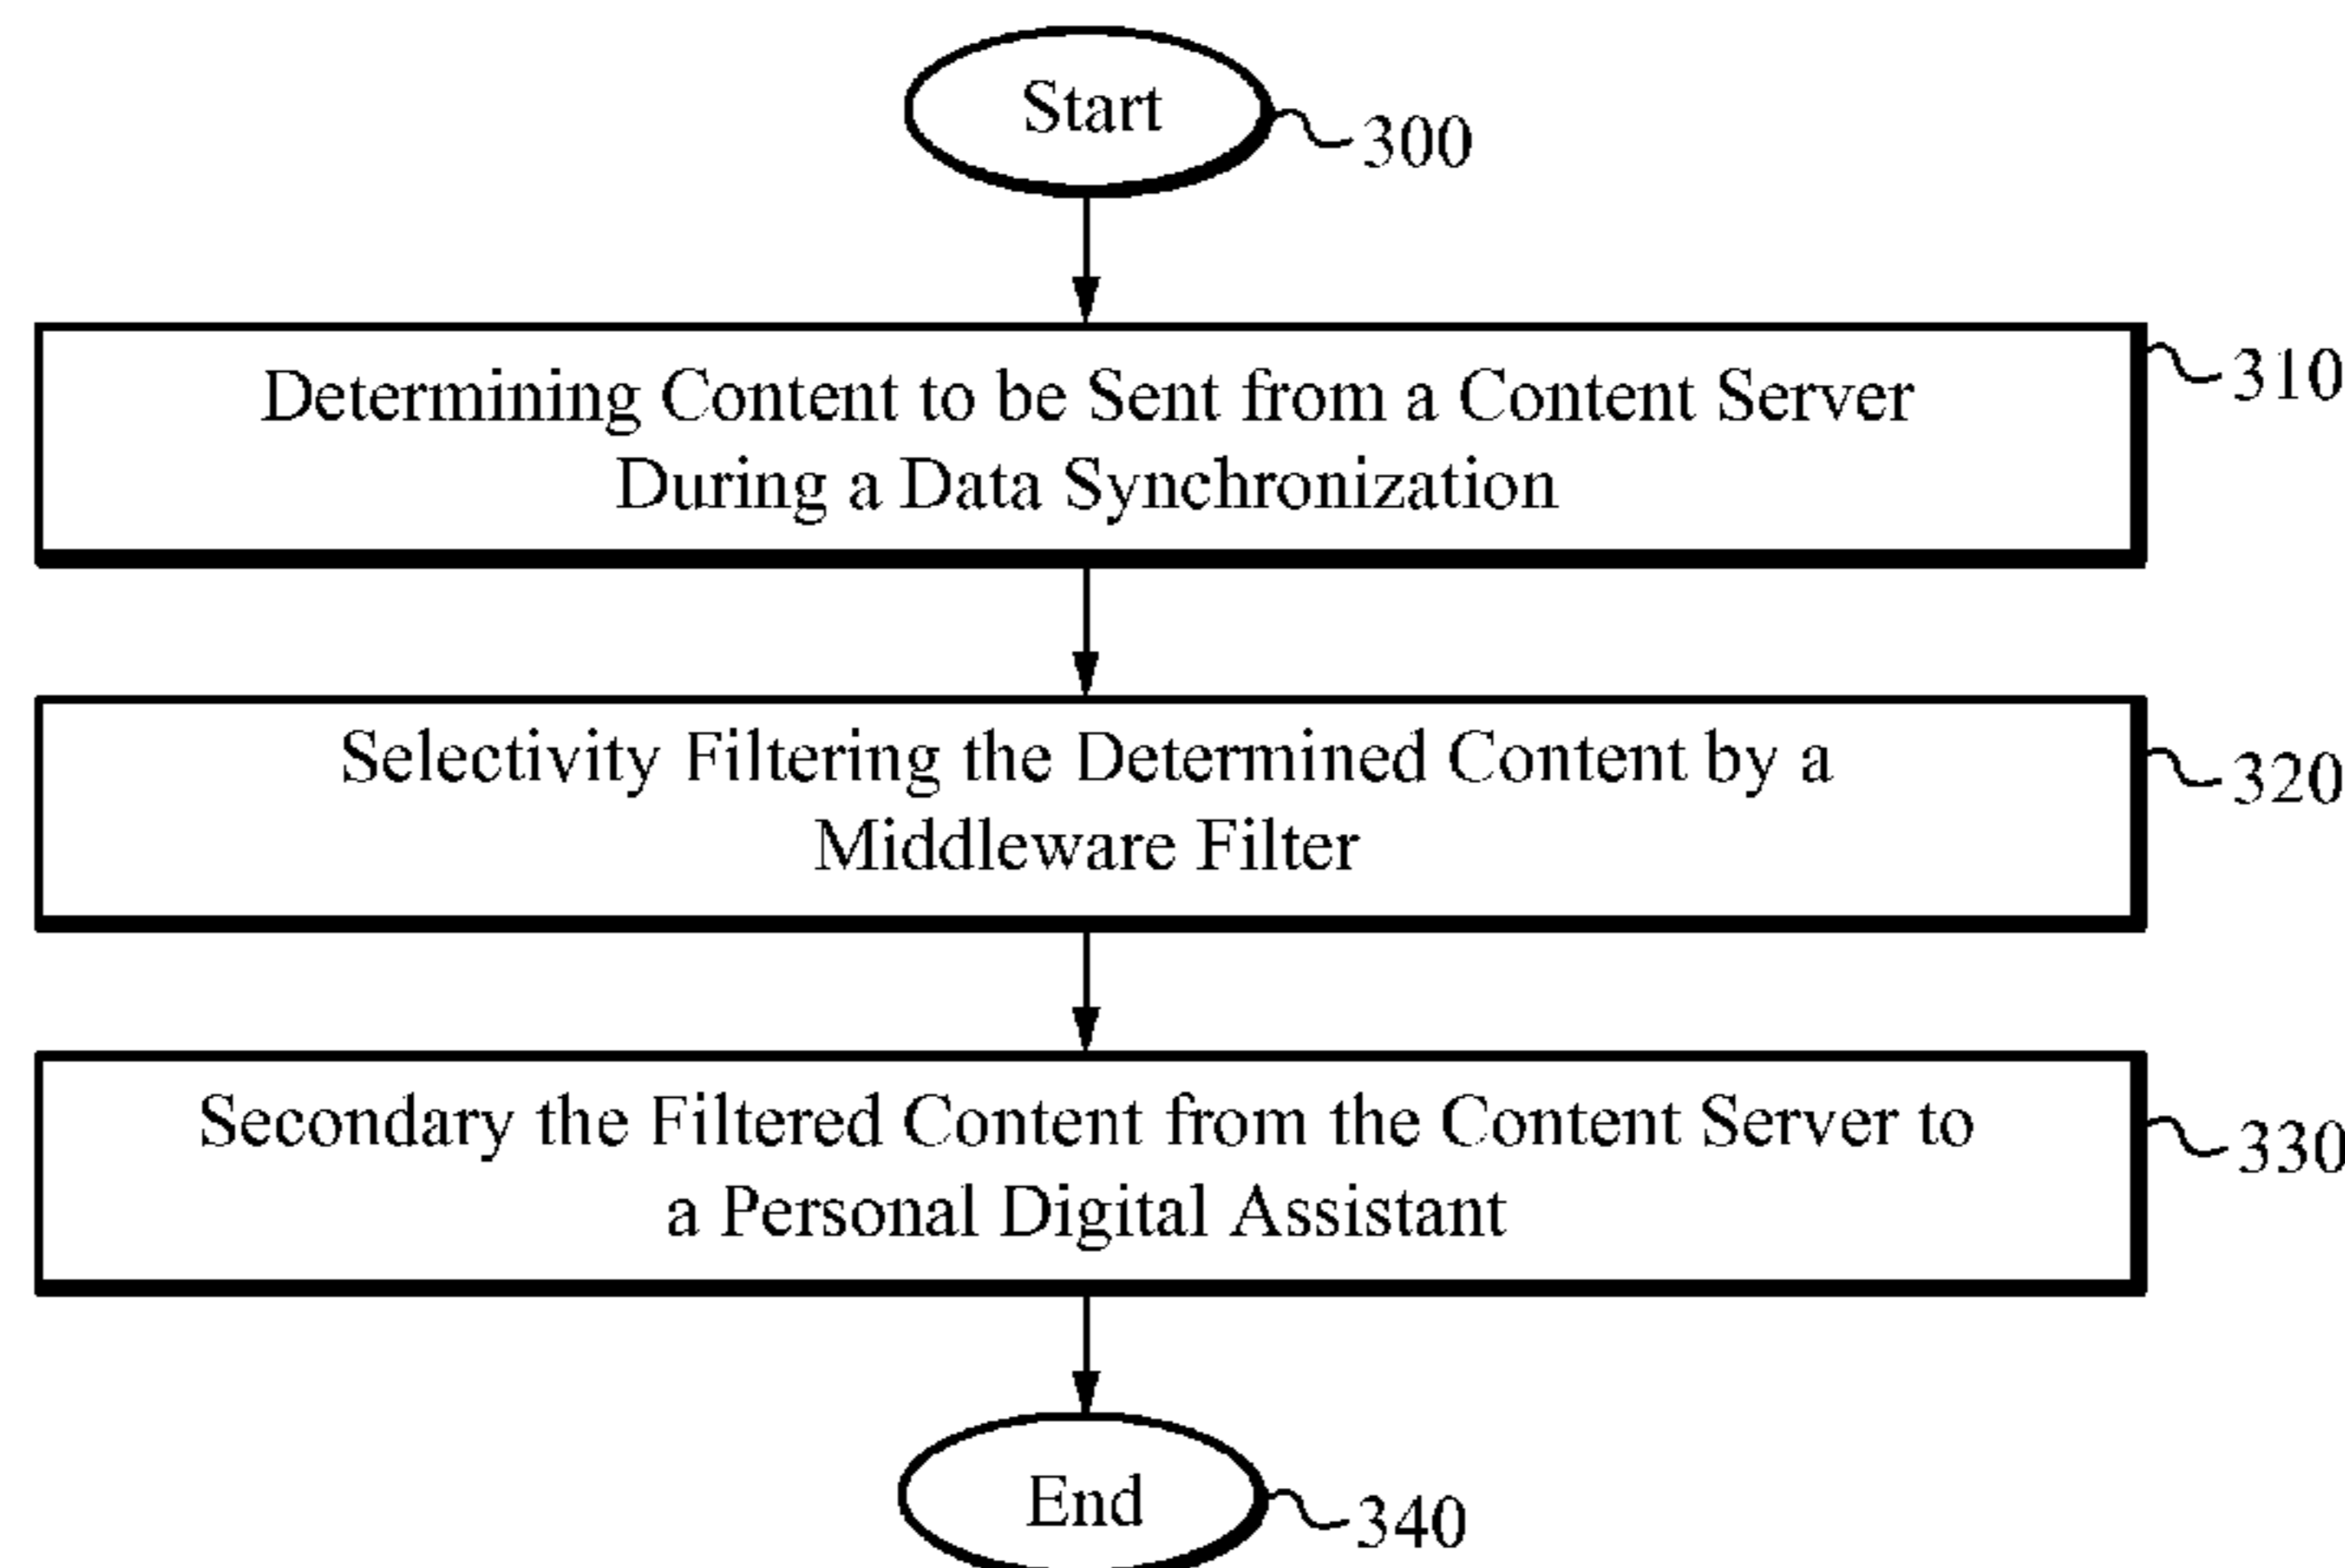 Start
300
Determining Content to be Sent from a Content Server
During a Data Synchronization
310
Selectivity Filtering the Determined Content by a
Middleware Filter
320
Secondary the Filtered Content from the Content Server to
a Personal Digital Assistant
330
End
340